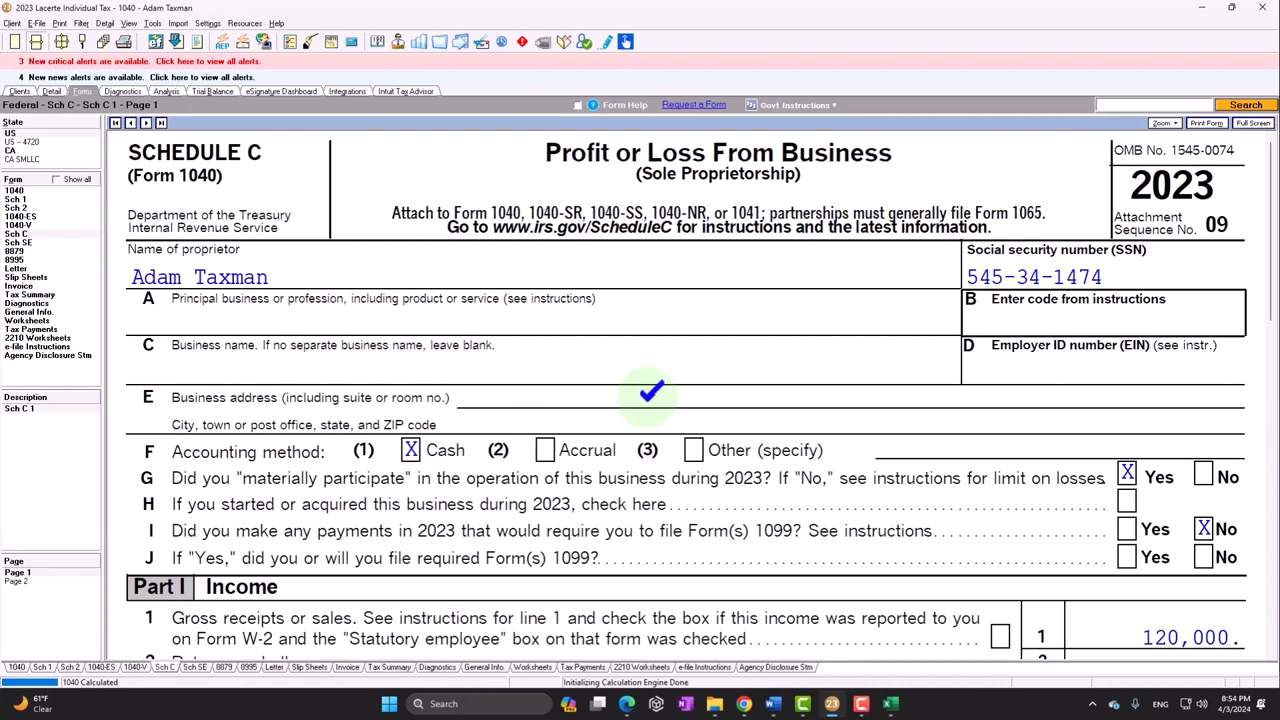 2023 Lacerte Individual Tax - 1040 - Adam Taxman
Client E-File Print Filter Detail View Tools Import Settings Resources Help
REP
3 New critical alerts are available. Click here to view all alerts.
4 New news alerts are available. Click here to view all alerts.
Clients Detail Forms Diagnostics Analysis Trial Balance eSignature Dashboard Integrations Intuit Tax Advisor
Federal - Sch C - Sch C 1 - Page 1
Form Help Request a Form Govt Instructions Search
Zoom Print Form Full Screen
State
US
US - 4720
CA
CA SMLLC
Form Show all
1040
Sch 1
Sch 2
1040-ES
1040-V
Sch C
Sch SE
8879
8995
Letter
Slip Sheets
Invoice
Tax Summary
Diagnostics
General Info.
Worksheets
Tax Payments
2210 Worksheets
e-file Instructions
Agency Disclosure Stm
Description
Sch C 1
Page
Page 1
Page 2
SCHEDULE C
(Form 1040)
Department of the Treasury
Internal Revenue Service
Profit or Loss From Business
(Sole Proprietorship)
Attach to Form 1040, 1040-SR, 1040-SS, 1040-NR, or 1041; partnerships must generally file Form 1065.
Go to www.irs.gov/ScheduleC for instructions and the latest information.
OMB No. 1545-0074
2023
Attachment
Sequence No. 09
Name of proprietor
Adam Taxman
Social security number (SSN)
545-34-1474
A Principal business or profession, including product or service (see instructions)
B Enter code from instructions
C Business name. If no separate business name, leave blank.
D Employer ID number (EIN) (see instr.)
E Business address (including suite or room no.)
City, town or post office, state, and ZIP code
F Accounting method: (1) X Cash (2) Accrual (3) Other (specify)
G Did you "materially participate" in the operation of this business during 2023? If "No," see instructions for limit on losses. X Yes No
H If you started or acquired this business during 2023, check here
I Did you make any payments in 2023 that would require you to file Form(s) 1099? See instructions Yes X No
J If "Yes," did you or will you file required Form(s) 1099? Yes No
Part I Income
1 Gross receipts or sales. See instructions for line 1 and check the box if this income was reported to you
on Form W-2 and the "Statutory employee" box on that form was checked 1 120,000.
1040 Sch 1 Sch 2 1040-ES 1040-V Sch C Sch SE 8879 8995 Letter Slip Sheets Invoice Tax Summary Diagnostics General Info. Worksheets Tax Payments 2210 Worksheets e-file Instructions Agency Disclosure Stm
1040 Calculated Initializing Calculation Engine Done
61°F
Clear
Search
23
ENG
8:54 PM
4/3/2024